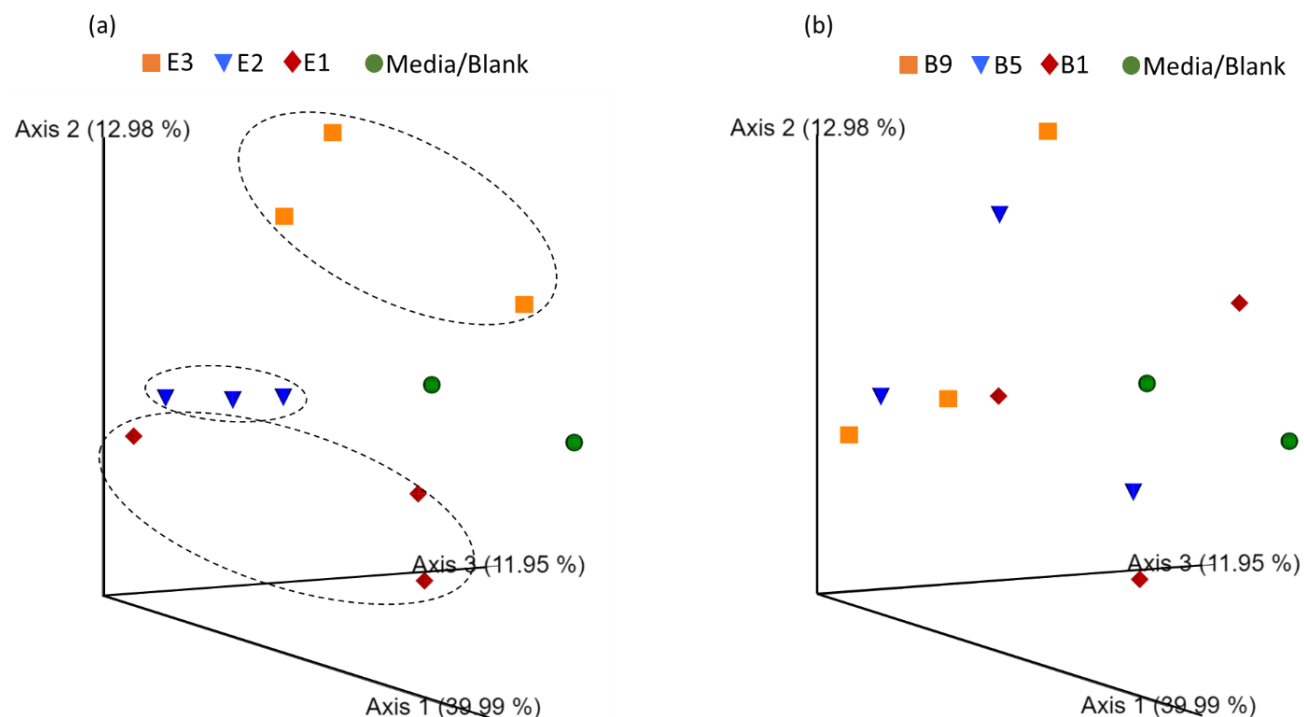 (a)
E3 E2 E1 Media/Blank
Axis 2 (12.98 %)
Axis 3 (11.95 %)
Axis 1 (39.99 %)
(b)
B9 B5 B1 Media/Blank
Axis 2 (12.98 %)
Axis 3 (11.95 %)
Axis 1 (39.99 %)